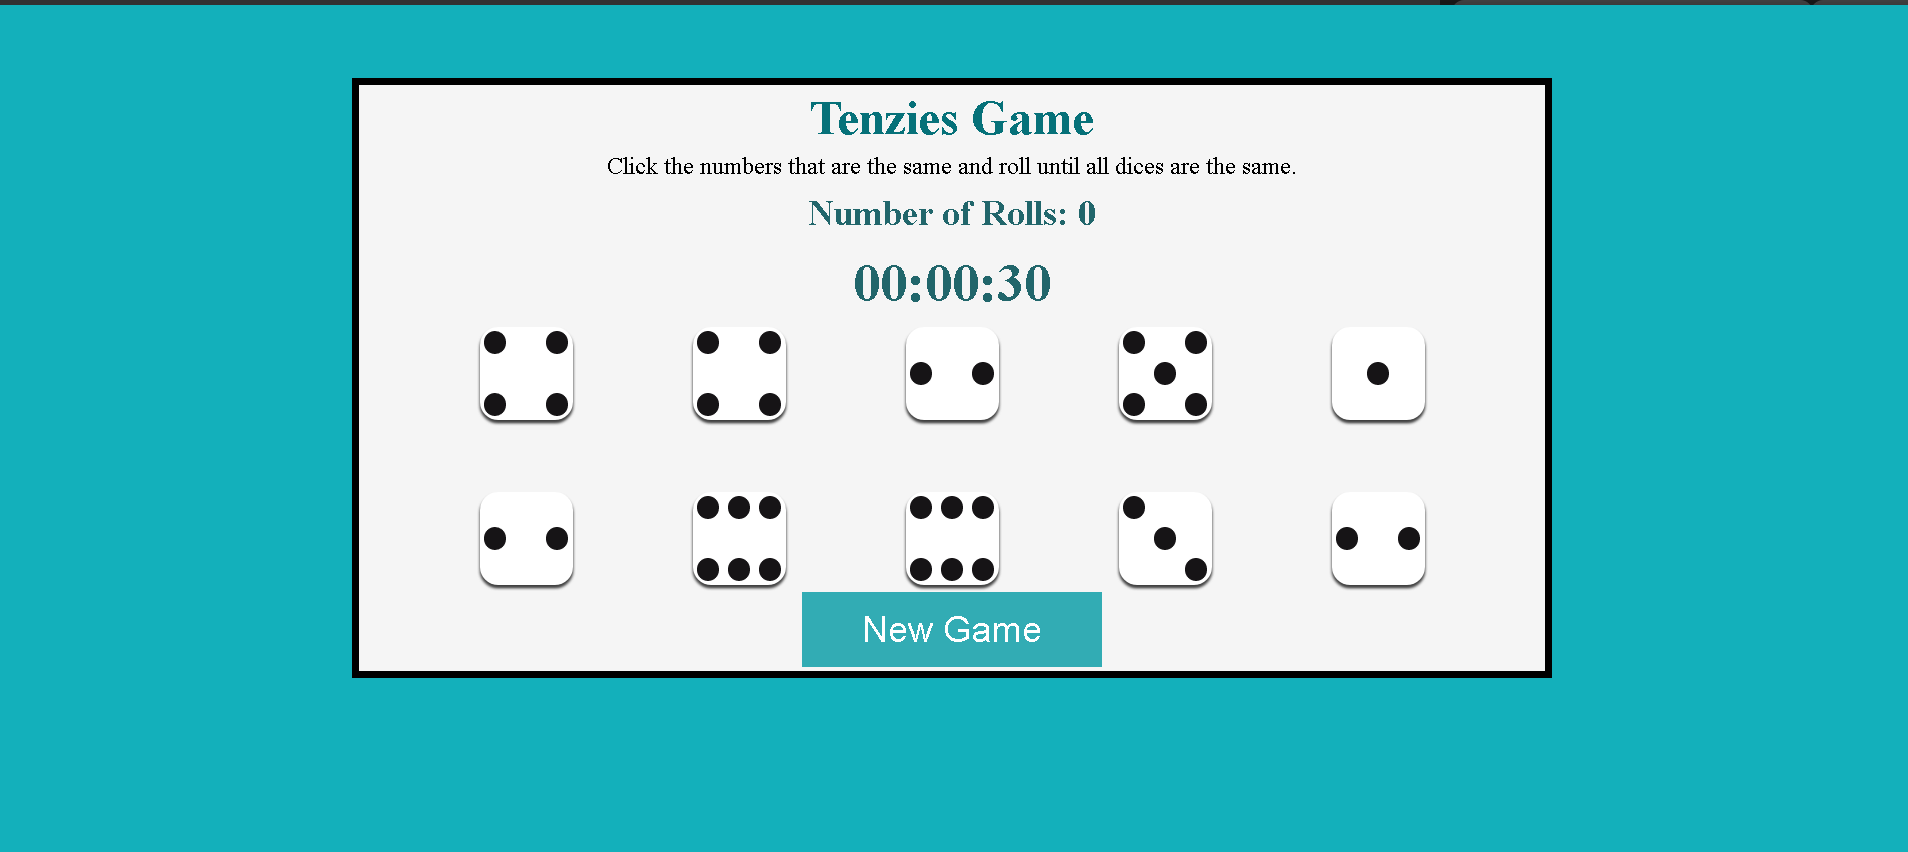 Tenzies Game
Click the numbers that are the same and roll until all dices are the same.
Number of Rolls: 0
00:00:30
New Game